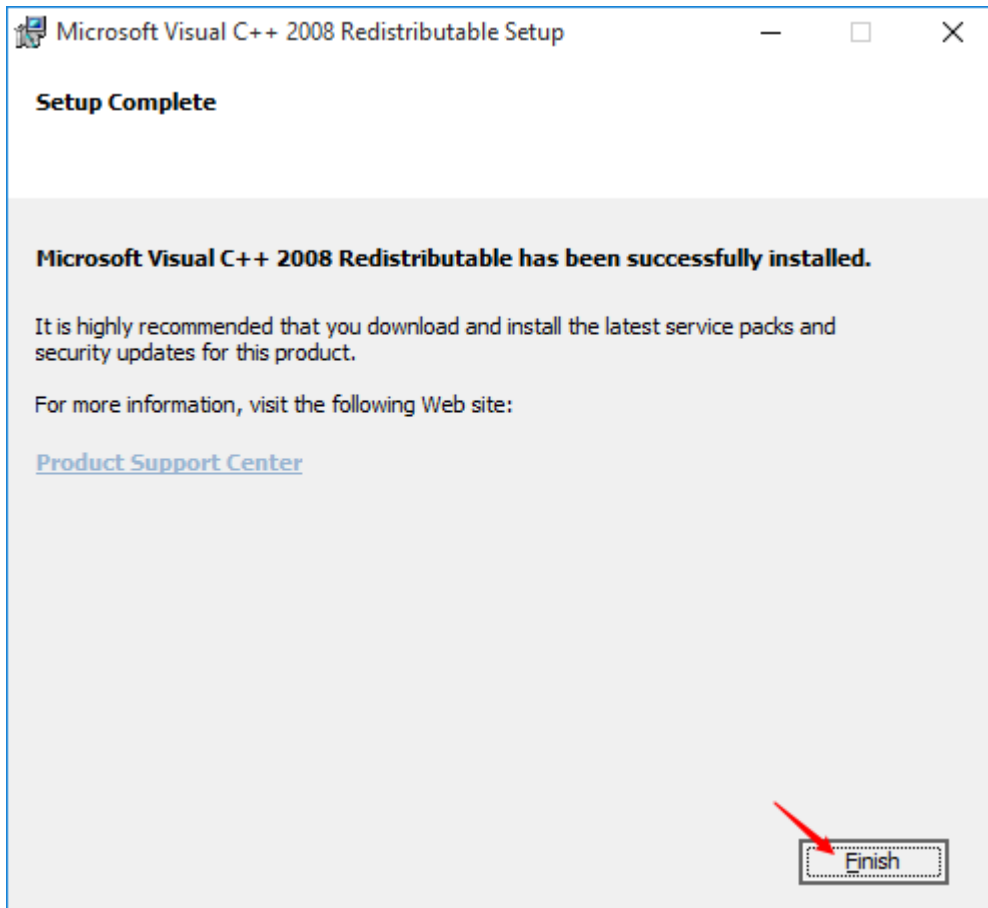 Microsoft Visual C++ 2008 Redistributable Setup
Setup Complete
Microsoft Visual C++ 2008 Redistributable has been successfully installed.
It is highly recommended that you download and install the latest service packs and
security updates for this product.
For more information, visit the following Web site:
Product Support Center
Finish